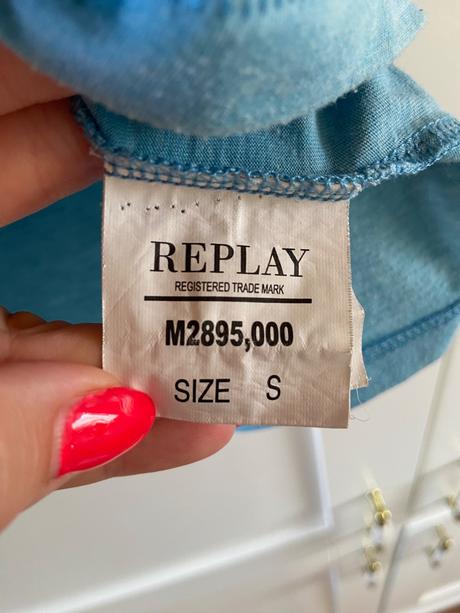 REPLAY
REGISTERED TRADE MARK
M2895,000
SIZE S